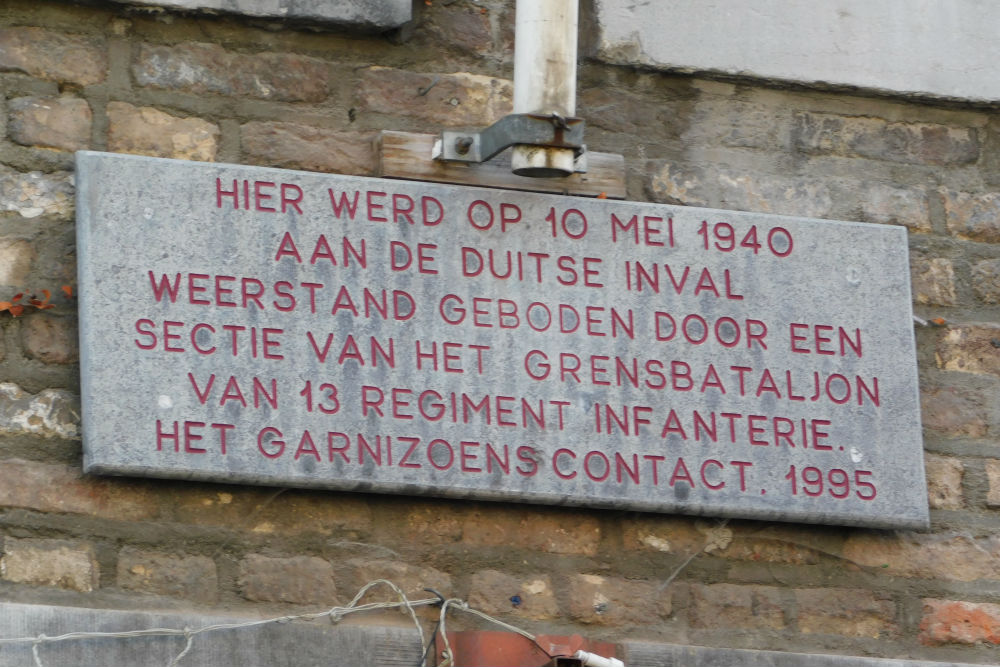 HIER WERD OP 10 MEI 1940
AAN DE DUITSE INVAL
WEERSTAND GEBODEN DOOR EEN
SECTIE VAN HET GRENSBATALJON
VAN 13 REGIMENT INFANTERIE.
HET GARNIZOENSCONTACT. 1995